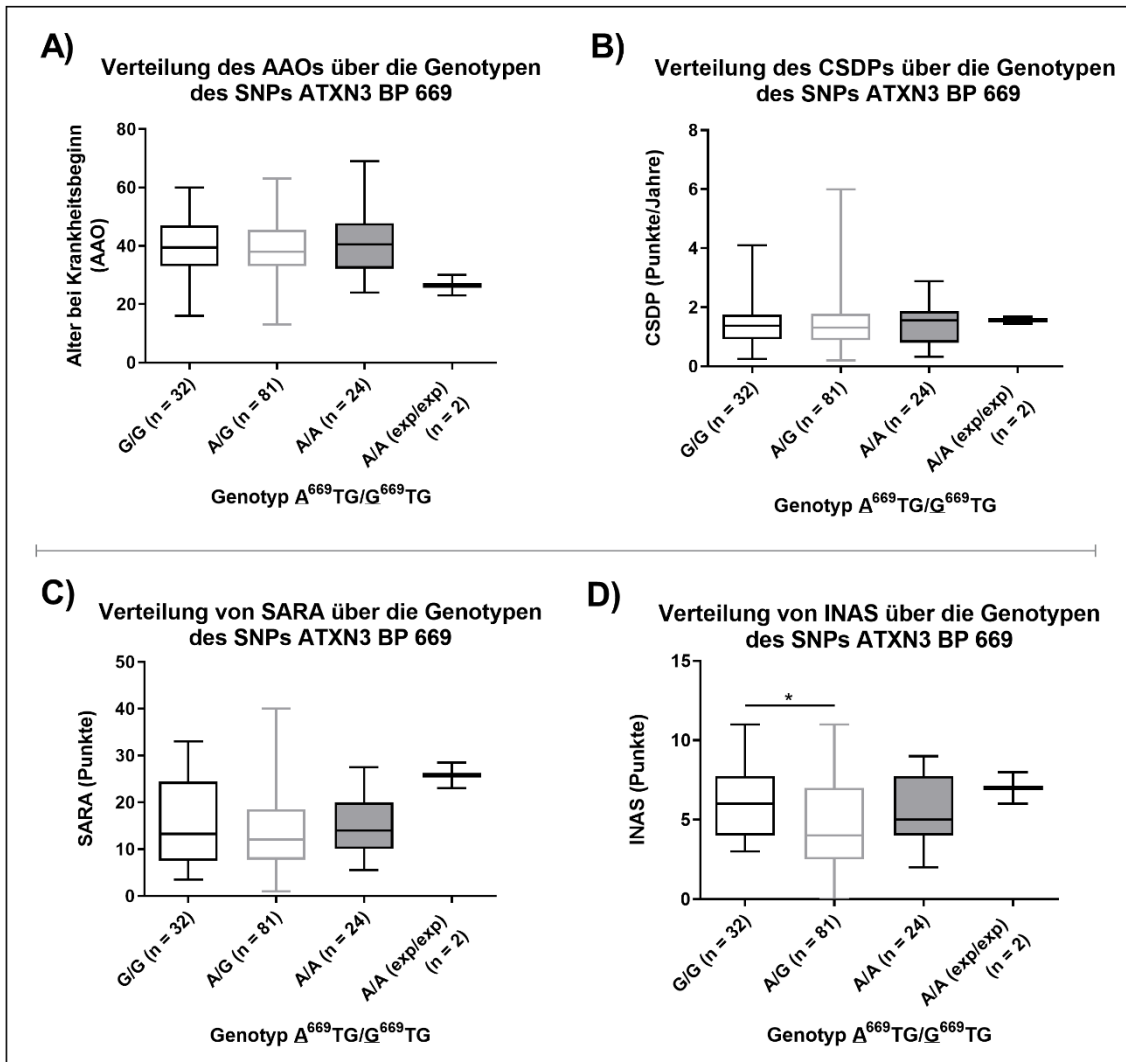 A)
Verteilung des AAOs über die Genotypen
des SNPs ATXN3 BP 669
Alter bei Krankheitsbeginn
(AAO)
80
60
40
20
0
G/G (n = 32)
A/G (n = 81)
A/A (n = 24)
A/A (exp/exp)
(n = 2)
Genotyp A⁶⁶⁹TG/G⁶⁶⁹TG
B)
Verteilung des CSDPs über die Genotypen
des SNPs ATXN3 BP 669
CSDP (Punkte/Jahre)
8
6
4
2
0
G/G (n = 32)
A/G (n = 81)
A/A (n = 24)
A/A (exp/exp)
(n = 2)
Genotyp A⁶⁶⁹TG/G⁶⁶⁹TG
C)
Verteilung von SARA über die Genotypen
des SNPs ATXN3 BP 669
SARA (Punkte)
50
40
30
20
10
0
G/G (n = 32)
A/G (n = 81)
A/A (n = 24)
A/A (exp/exp)
(n = 2)
Genotyp A⁶⁶⁹TG/G⁶⁶⁹TG
D)
Verteilung von INAS über die Genotypen
des SNPs ATXN3 BP 669
INAS (Punkte)
15
10
5
0
*
G/G (n = 32)
A/G (n = 81)
A/A (n = 24)
A/A (exp/exp)
(n = 2)
Genotyp A⁶⁶⁹TG/G⁶⁶⁹TG